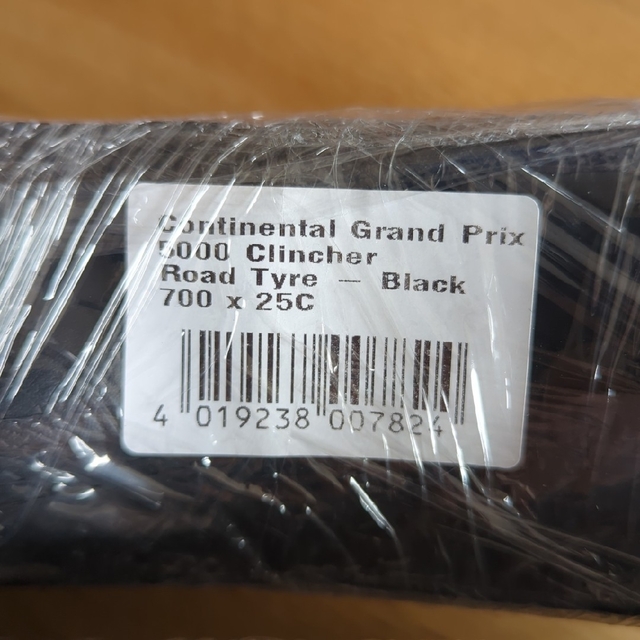 Continental Grand Prix
5000 Clincher
Road Tyre — Black
700 x 25C
4 019238 007824